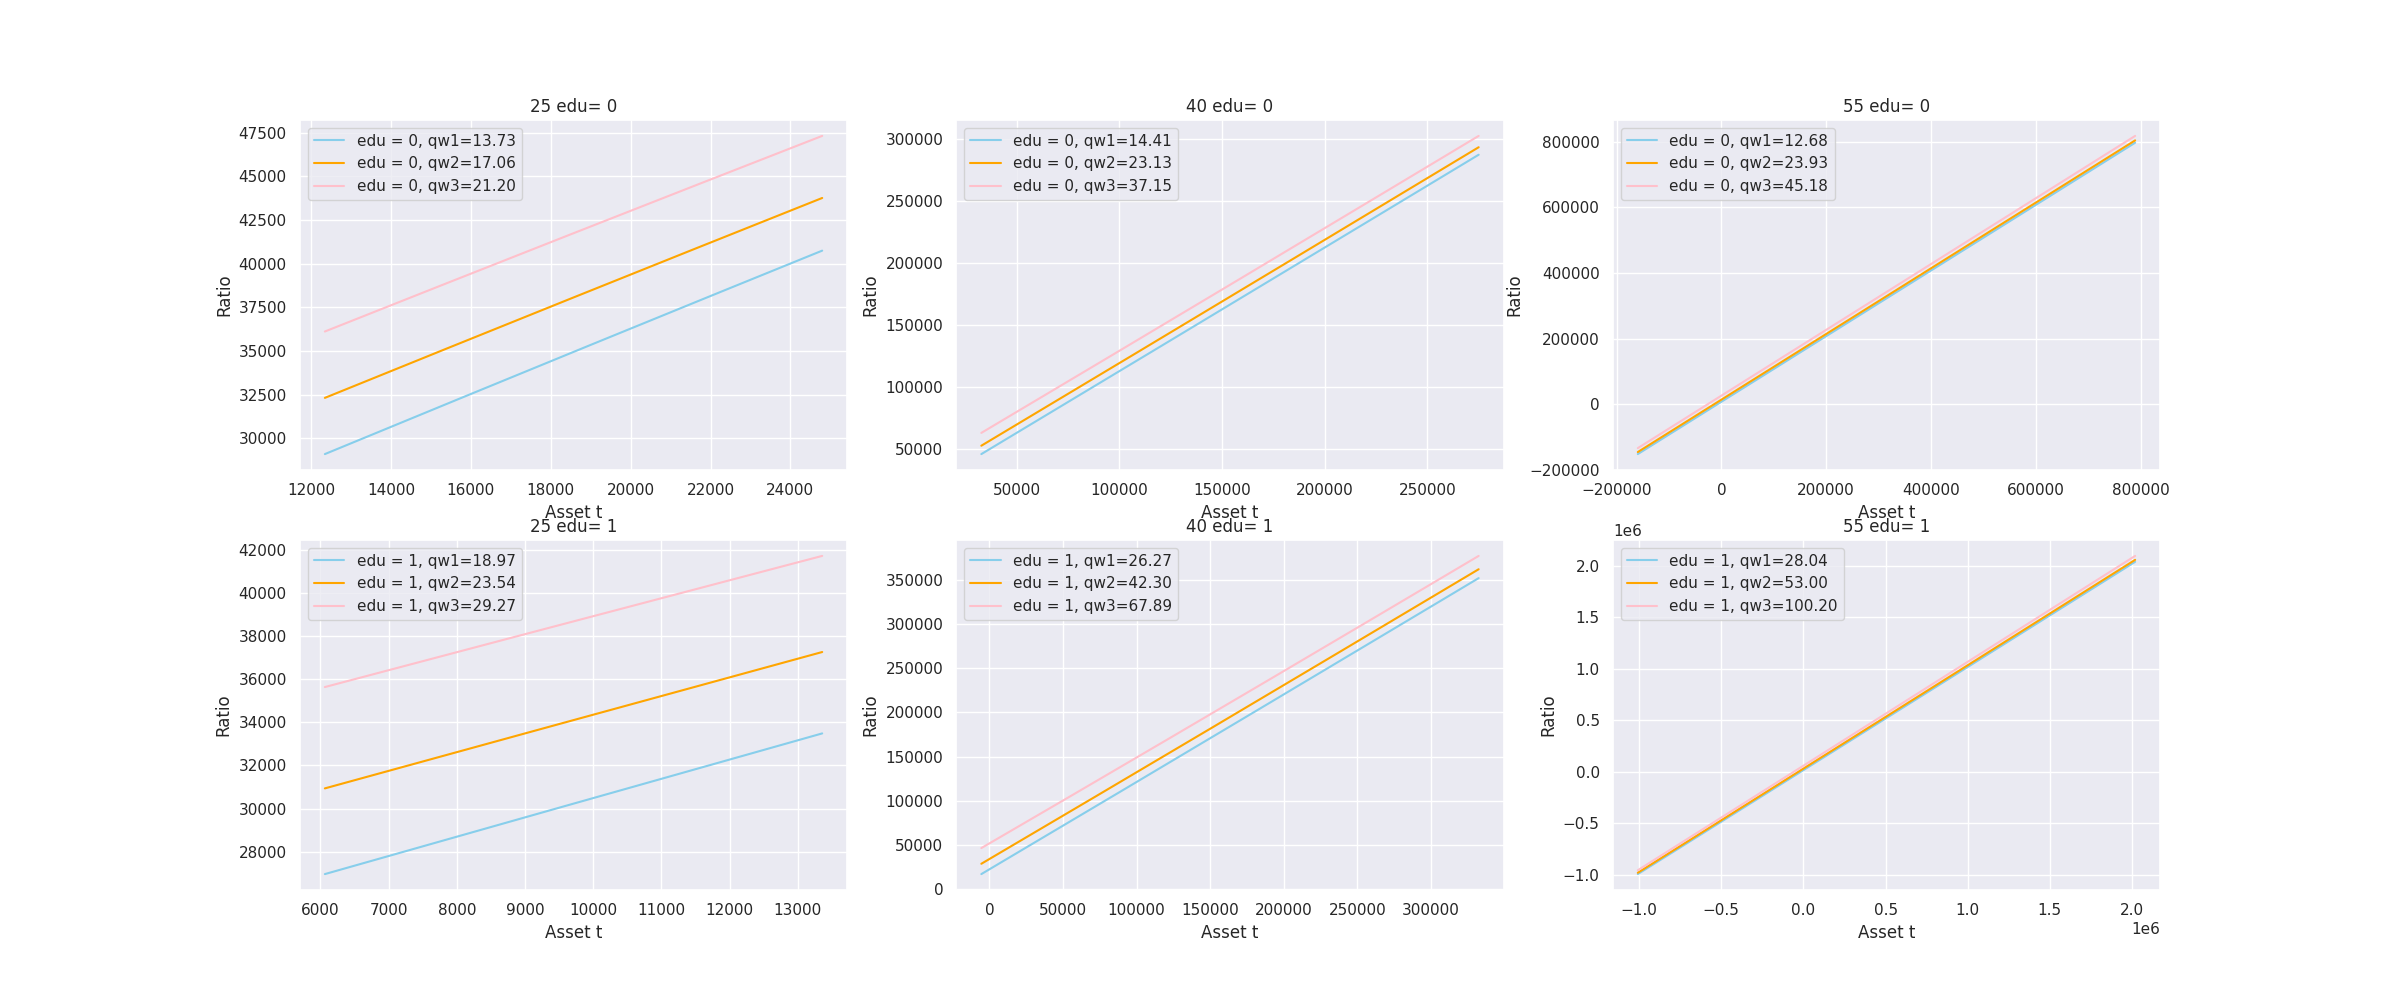 25 edu= 0
edu = 0, qw1=13.73
edu = 0, qw2=17.06
edu = 0, qw3=21.20
47500
45000
42500
40000
37500
35000
32500
30000
Ratio
12000 14000 16000 18000 20000 22000 24000
Asset t
40 edu= 0
edu = 0, qw1=14.41
edu = 0, qw2=23.13
edu = 0, qw3=37.15
300000
250000
200000
150000
100000
50000
Ratio
50000 100000 150000 200000 250000
Asset t
55 edu= 0
edu = 0, qw1=12.68
edu = 0, qw2=23.93
edu = 0, qw3=45.18
800000
600000
400000
200000
0
−200000
Ratio
−200000 0 200000 400000 600000 800000
Asset t
25 edu= 1
edu = 1, qw1=18.97
edu = 1, qw2=23.54
edu = 1, qw3=29.27
42000
40000
38000
36000
34000
32000
30000
28000
Ratio
6000 7000 8000 9000 10000 11000 12000 13000
Asset t
40 edu= 1
edu = 1, qw1=26.27
edu = 1, qw2=42.30
edu = 1, qw3=67.89
350000
300000
250000
200000
150000
100000
50000
0
Ratio
0 50000 100000 150000 200000 250000 300000
Asset t
55 edu= 1
1e6
edu = 1, qw1=28.04
edu = 1, qw2=53.00
edu = 1, qw3=100.20
2.0
1.5
1.0
0.5
0.0
−0.5
−1.0
Ratio
−1.0 −0.5 0.0 0.5 1.0 1.5 2.0
1e6
Asset t